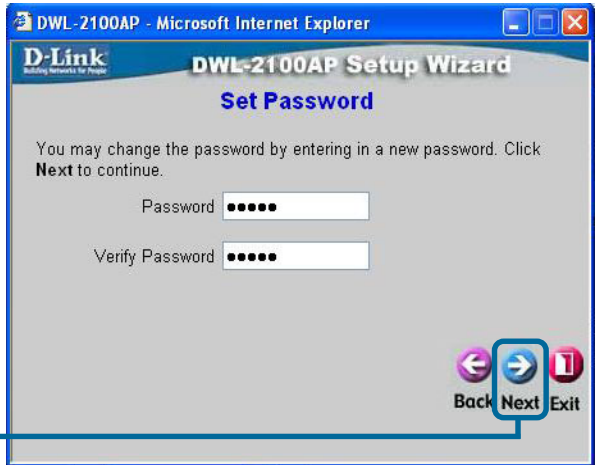 DWL-2100AP - Microsoft Internet Explorer
D-Link
Building Networks for People
DWL-2100AP Setup Wizard
Set Password
You may change the password by entering in a new password. Click
Next to continue.
Password •••••
Verify Password •••••
Back Next Exit